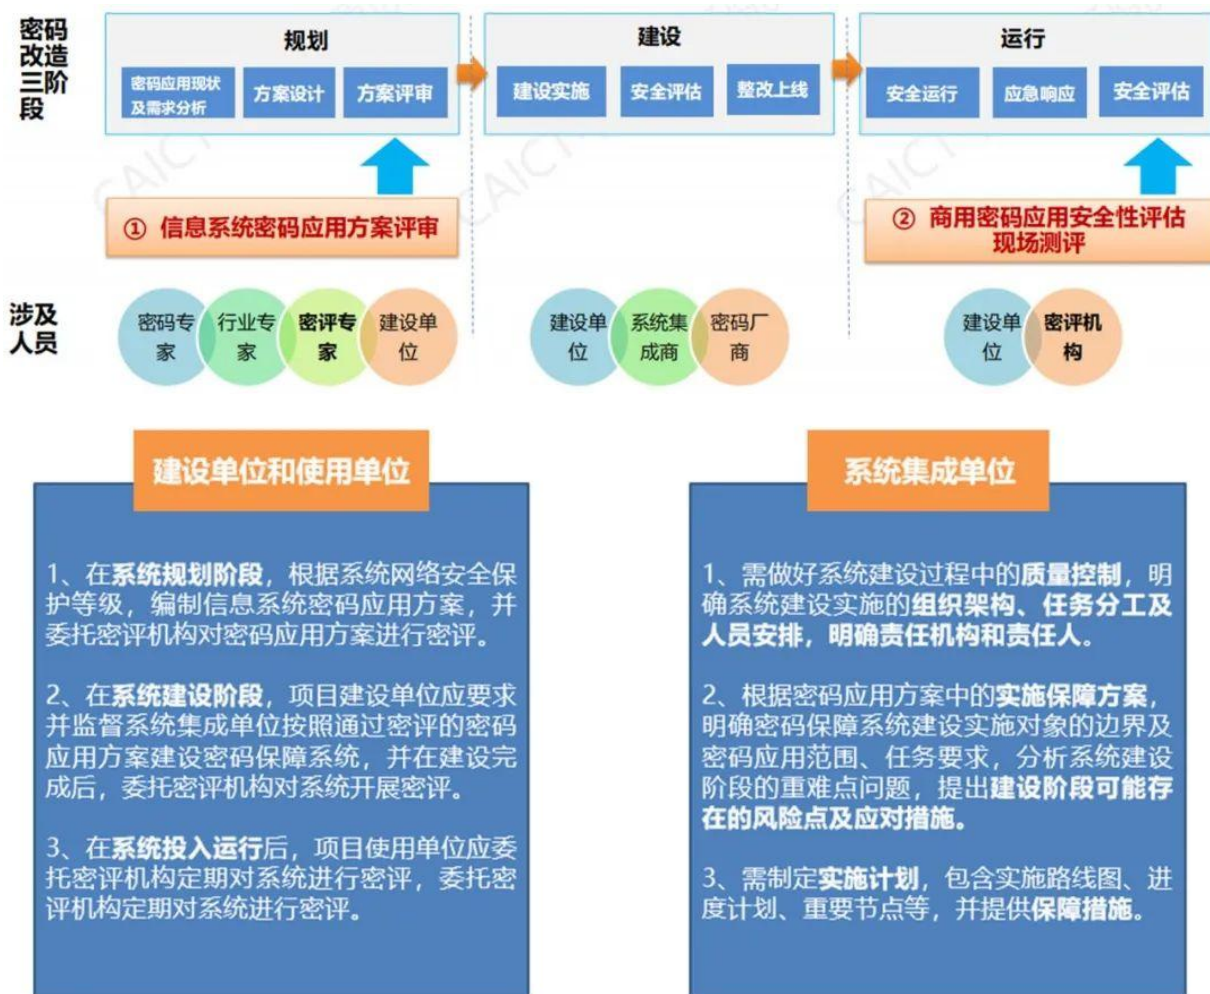 密码
改造
三阶
段
规划
密码应用现状
及需求分析
方案设计
方案评审
建设
建设实施
安全评估
整改上线
运行
安全运行
应急响应
安全评估
① 信息系统密码应用方案评审
② 商用密码应用安全性评估
现场测评
CAICT
CAICT
CAICT
涉及
人员
密码专
家
行业专
家
密评专
家
建设单
位
建设单
位
系统集
成商
密码厂
商
建设单
位
密评机
构
建设单位和使用单位
1、在系统规划阶段，根据系统网络安全保
护等级，编制信息系统密码应用方案，并
委托密评机构对密码应用方案进行密评。
2、在系统建设阶段，项目建设单位应要求
并监督系统集成单位按照通过密评的密码
应用方案建设密码保障系统，并在建设完
成后，委托密评机构对系统开展密评。
3、在系统投入运行后，项目使用单位应委
托密评机构定期对系统进行密评，委托密
评机构定期对系统进行密评。
系统集成单位
1、需做好系统建设过程中的质量控制，明
确系统建设实施的组织架构、任务分工及
人员安排，明确责任机构和责任人。
2、根据密码应用方案中的实施保障方案，
明确密码保障系统建设实施对象的边界及
密码应用范围、任务要求，分析系统建设
阶段的重难点问题，提出建设阶段可能存
在的风险点及应对措施。
3、需制定实施计划，包含实施路线图、进
度计划、重要节点等，并提供保障措施。